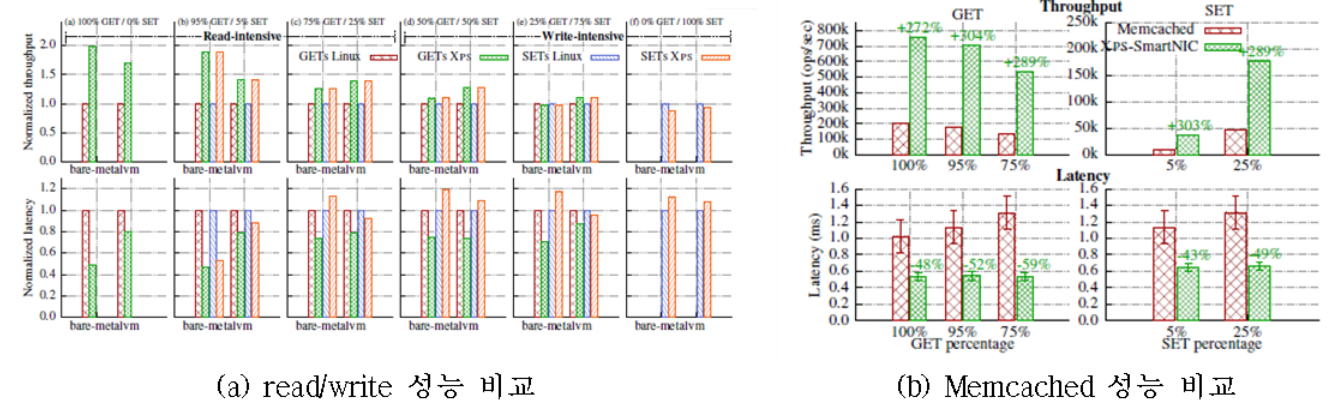 (a) 100% GET / 0% SET (b) 95% GET / 5% SET (c) 75% GET / 25% SET (d) 50% GET / 50% SET (e) 25% GET / 75% SET (f) 0% GET / 100% SET
Read-intensive Write-intensive
GETs Linux GETs XPS SETs Linux SETs XPS
Normalized throughput
2.0
1.5
1.0
0.5
0.0
bare-metal vm bare-metal vm bare-metal vm bare-metal vm bare-metal vm bare-metal vm
Normalized latency
1.2
1.0
0.8
0.6
0.4
0.2
0.0
bare-metal vm bare-metal vm bare-metal vm bare-metal vm bare-metal vm bare-metal vm
(a) read/write 성능 비교
Throughput
GET SET
Throughput (ops/sec)
800k
700k
600k
500k
400k
300k
200k
100k
0k
+272% +304% +289%
100% 95% 75%
250k
200k
150k
100k
50k
0k
Memcached
XPS-SmartNIC
+303% +289%
5% 25%
Latency
Latency (ms)
1.6
1.4
1.2
1.0
0.8
0.6
0.4
0.2
0.0
-48% -52% -59%
100% 95% 75%
GET percentage
1.6
1.4
1.2
1.0
0.8
0.6
0.4
0.2
0.0
-43% -49%
5% 25%
SET percentage
(b) Memcached 성능 비교